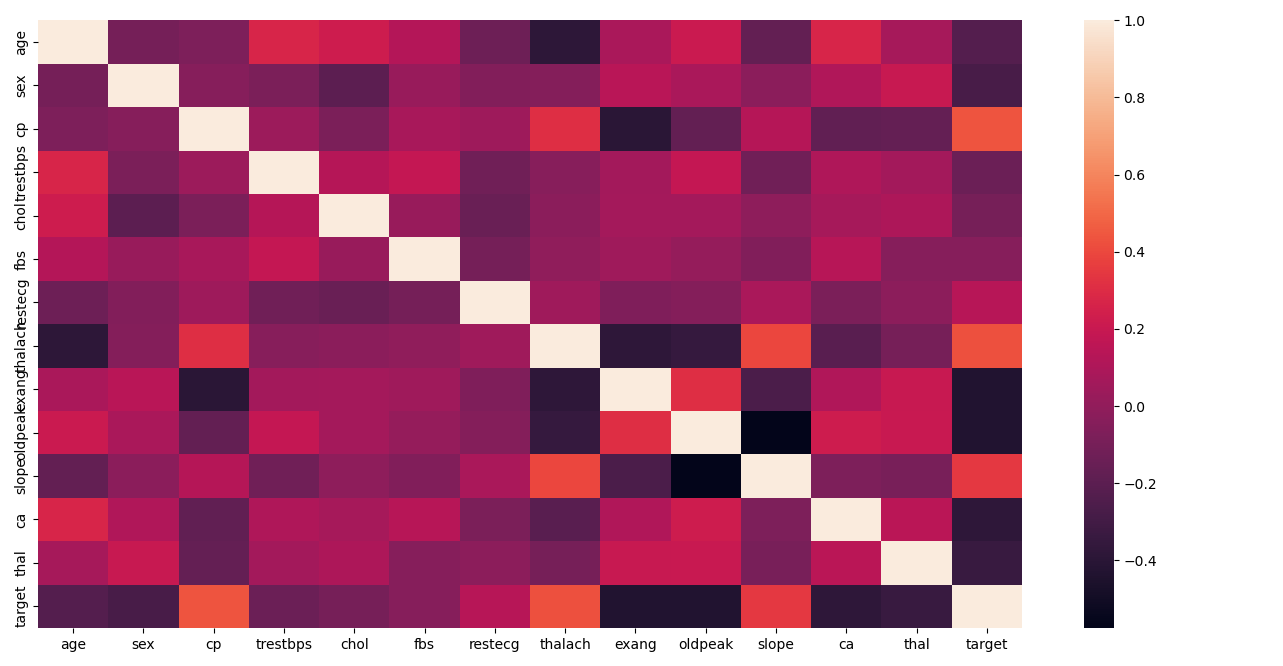 age
sex
cp
trestbps
chol
fbs
restecg
thalach
exang
oldpeak
slope
ca
thal
target
age sex cp trestbps chol fbs restecg thalach exang oldpeak slope ca thal target
1.0
0.8
0.6
0.4
0.2
0.0
−0.2
−0.4